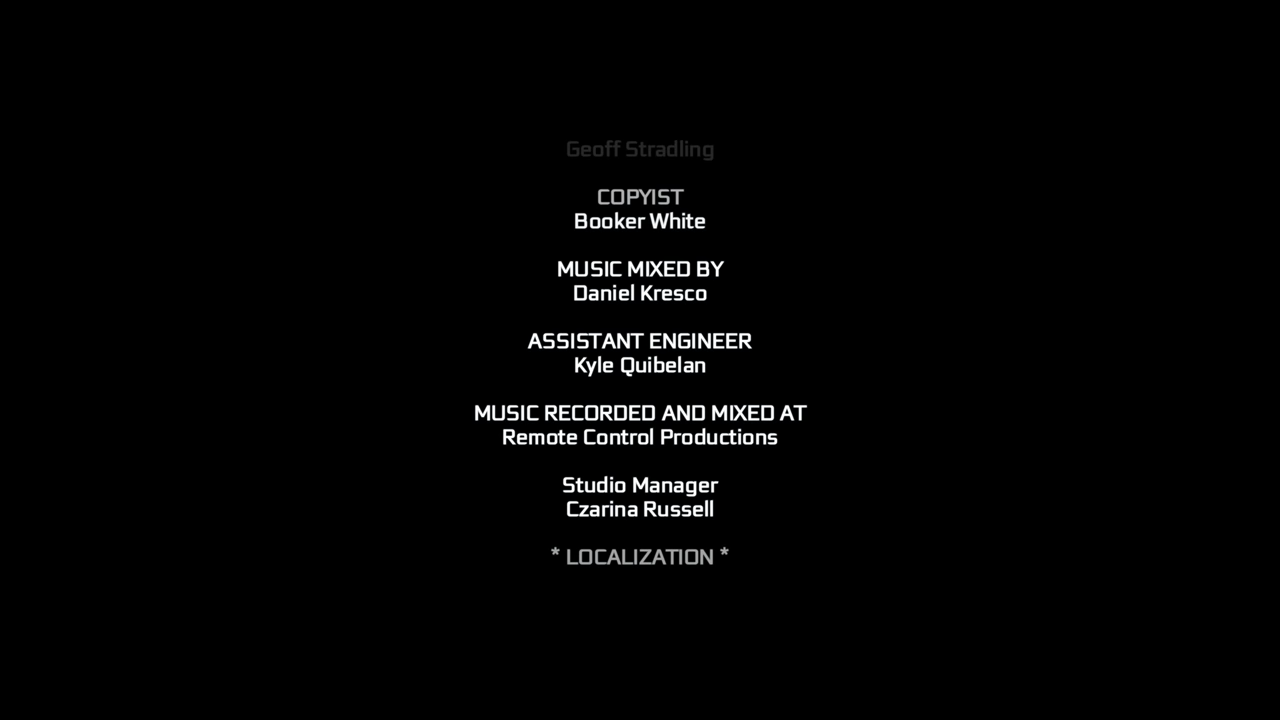 Geoff Stradling
COPYIST
Booker White
MUSIC MIXED BY
Daniel Kresco
ASSISTANT ENGINEER
Kyle Quibelan
MUSIC RECORDED AND MIXED AT
Remote Control Productions
Studio Manager
Czarina Russell
* LOCALIZATION *